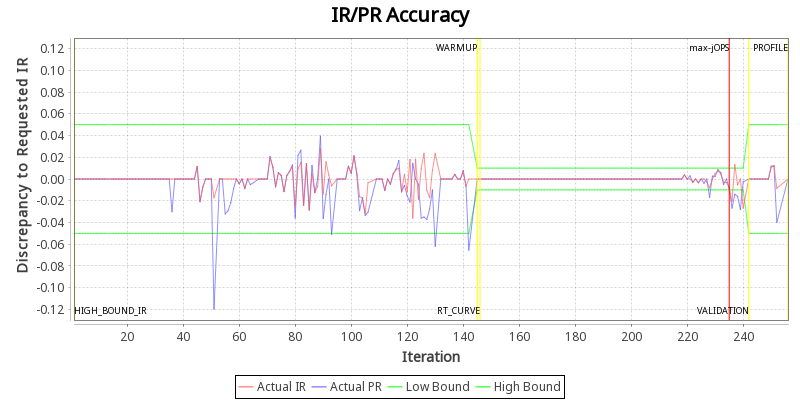 IR/PR Accuracy
Discrepancy to Requested IR
0.12
0.10
0.08
0.06
0.04
0.02
0.00
-0.02
-0.04
-0.06
-0.08
-0.10
-0.12
WARMUP
max-jOPS
PROFILE
HIGH_BOUND_IR
RT_CURVE
VALIDATION
20 40 60 80 100 120 140 160 180 200 220 240
Iteration
Actual IR Actual PR Low Bound High Bound